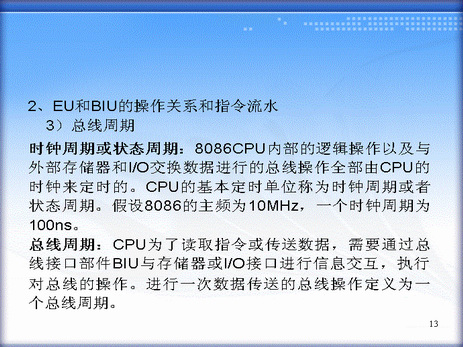 2、EU和BIU的操作关系和指令流水
3）总线周期
时钟周期或状态周期：8086CPU内部的逻辑操作以及与
外部存储器和I/O交换数据进行的总线操作全部由CPU的
时钟来定时的。CPU的基本定时单位称为时钟周期或者
状态周期。假设8086的主频为10MHz，一个时钟周期为
100ns。
总线周期：CPU为了读取指令或传送数据，需要通过总
线接口部件BIU与存储器或I/O接口进行信息交互，执行
对总线的操作。进行一次数据传送的总线操作定义为一
个总线周期。
13